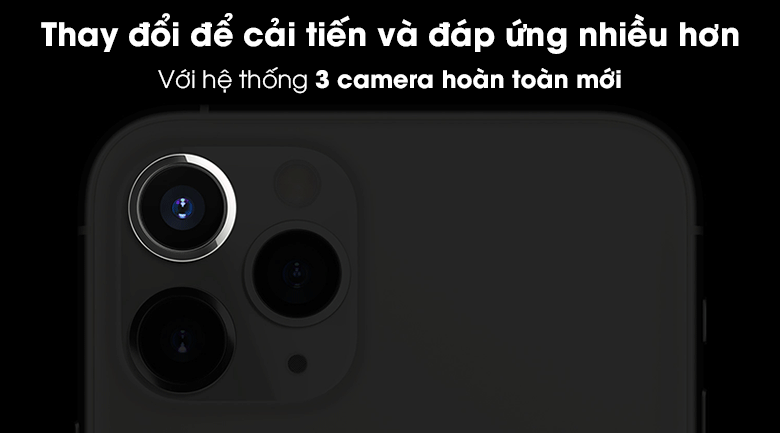 Thay đổi để cải tiến và đáp ứng nhiều hơn
Với hệ thống 3 camera hoàn toàn mới